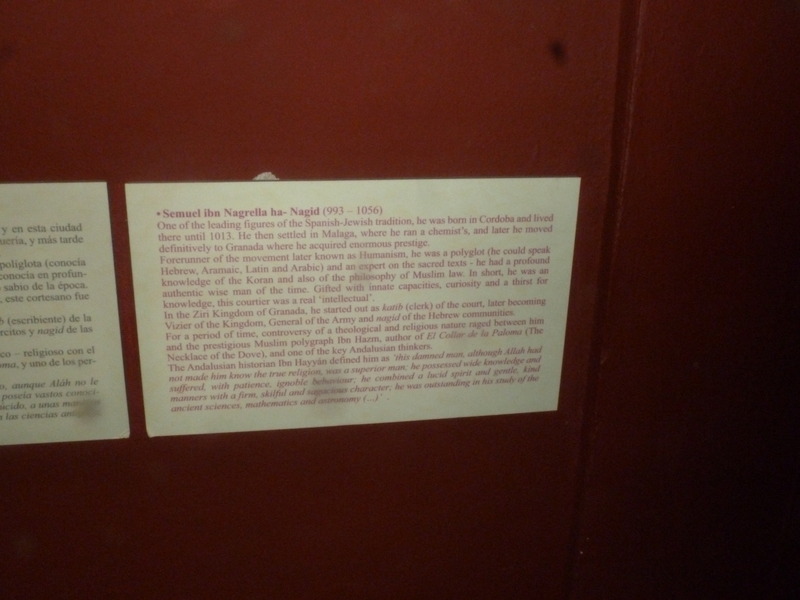 y en esta ciudad
uería, y más tarde
políglota (conocía
conocía en profun-
sabio de la época.
, este cortesano fue
b (escribiente) de la
rcitos y nagid de las
co – religioso con el
oma, y uno de los per-
o, aunque Aláh no le
poseía vastos conoci-
a las ciencias
• Semuel ibn Nagrella ha- Nagid (993 – 1056)
One of the leading figures of the Spanish-Jewish tradition, he was born in Cordoba and lived
there until 1013. He then settled in Malaga, where he ran a chemist's, and later he moved
definitively to Granada where he acquired enormous prestige.
Forerunner of the movement later known as Humanism, he was a polyglot (he could speak
Hebrew, Aramaic, Latin and Arabic) and an expert on the sacred texts - he had a profound
knowledge of the Koran and also of the philosophy of Muslim law. In short, he was an
authentic wise man of the time. Gifted with innate capacities, curiosity and a thirst for
knowledge, this courtier was a real 'intellectual'.
In the Ziri Kingdom of Granada, he started out as katib (clerk) of the court, later becoming
Vizier of the Kingdom, General of the Army and nagid of the Hebrew communities.
For a period of time, controversy of a theological and religious nature raged between him
and the prestigious Muslim polygraph Ibn Hazm, author of El Collar de la Paloma (The
Necklace of the Dove), and one of the key Andalusian thinkers.
The Andalusian historian Ibn Hayyán defined him as 'this damned man, although Allah had
not made him know the true religion, was a superior man; he possessed wide knowledge and
suffered, with patience, ignoble behaviour; he combined a lucid spirit and gentle, kind
manners with a firm, skilful and sagacious character; he was outstanding in his study of the
ancient sciences, mathematics and astronomy (...)'